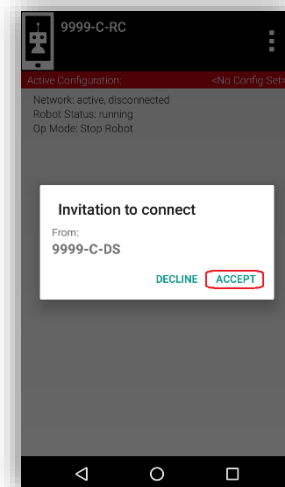 9999-C-RC
Active Configuration: <No Config Set>
Network: active, disconnected
Robot Status: running
Op Mode: Stop Robot
Invitation to connect
From:
9999-C-DS
DECLINE ACCEPT